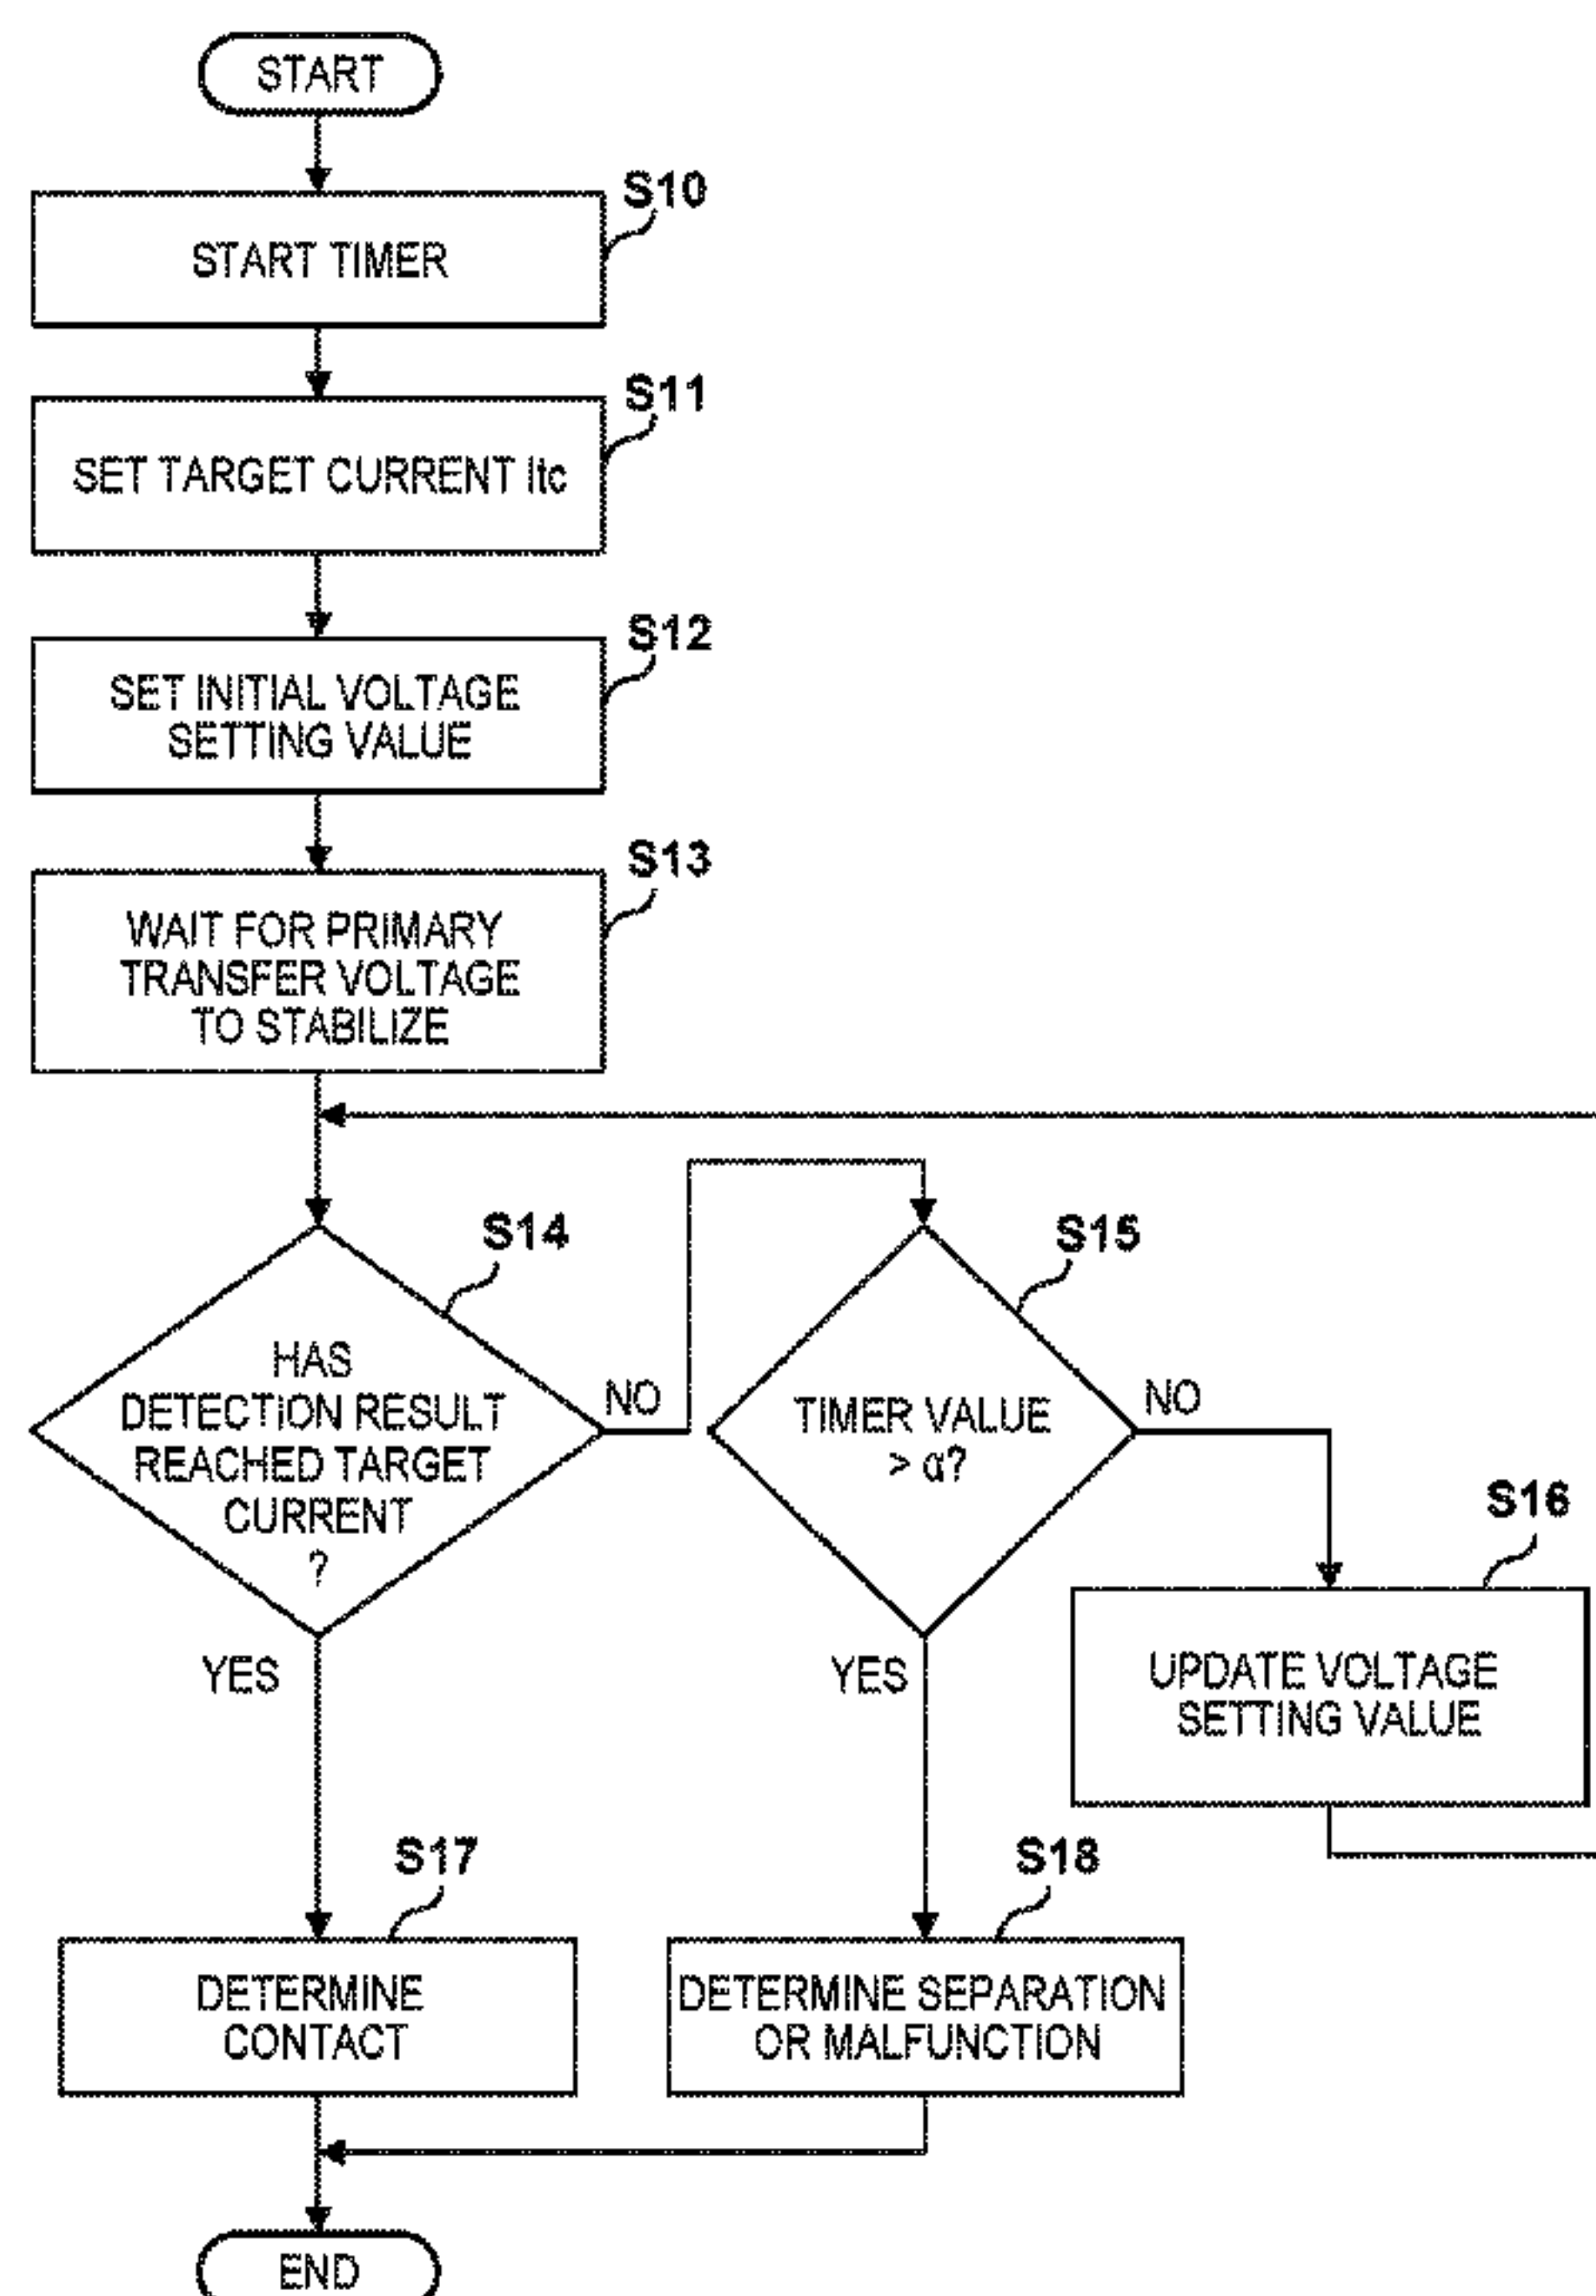 START
S10
START TIMER
S11
SET TARGET CURRENT Itc
S12
SET INITIAL VOLTAGE
SETTING VALUE
S13
WAIT FOR PRIMARY
TRANSFER VOLTAGE
TO STABILIZE
S14
HAS
DETECTION RESULT
REACHED TARGET
CURRENT
?
NO
YES
S15
TIMER VALUE
> α?
NO
YES
S16
UPDATE VOLTAGE
SETTING VALUE
S17
DETERMINE
CONTACT
S18
DETERMINE SEPARATION
OR MALFUNCTION
END